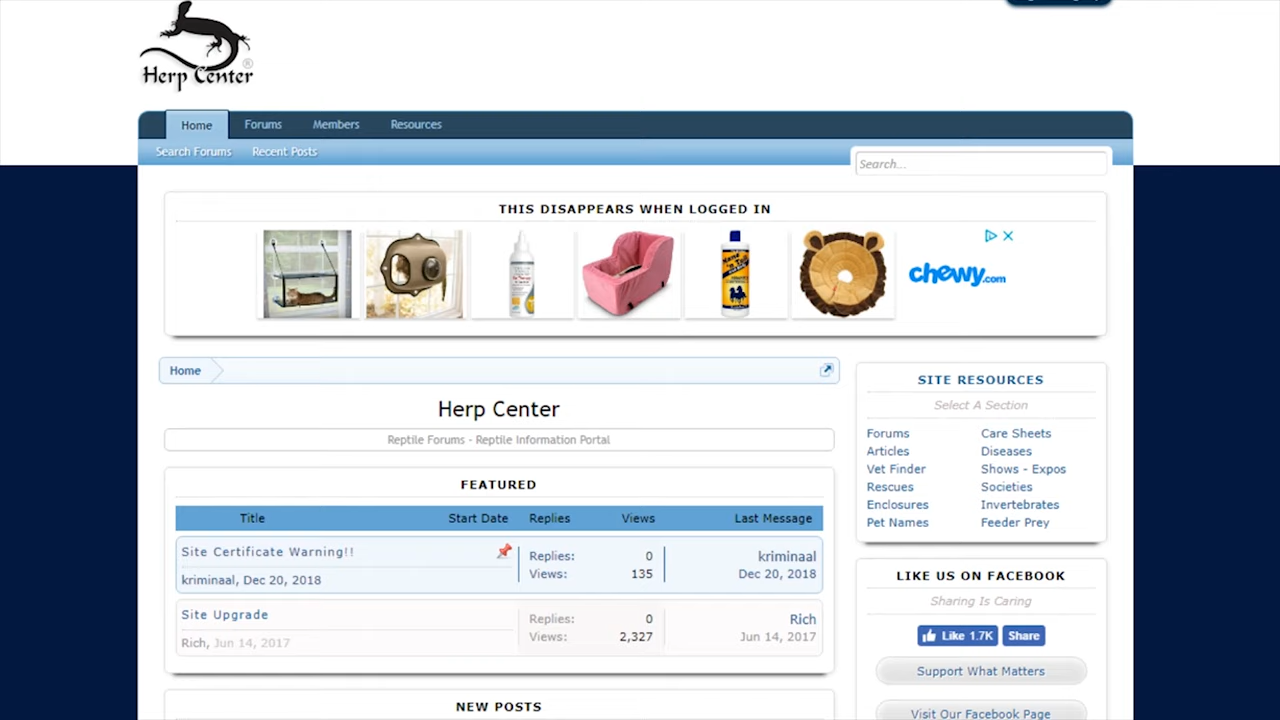 Herp Center ®
Home Forums Members Resources
Search Forums Recent Posts
Search...
THIS DISAPPEARS WHEN LOGGED IN
chewy.com
Home
Herp Center
Reptile Forums - Reptile Information Portal
FEATURED
Title Start Date Replies Views Last Message
Site Certificate Warning!!
kriminaal, Dec 20, 2018
Replies: 0
Views: 135
kriminaal
Dec 20, 2018
Site Upgrade
Rich, Jun 14, 2017
Replies: 0
Views: 2,327
Rich
Jun 14, 2017
NEW POSTS
SITE RESOURCES
Select A Section
Forums Care Sheets
Articles Diseases
Vet Finder Shows - Expos
Rescues Societies
Enclosures Invertebrates
Pet Names Feeder Prey
LIKE US ON FACEBOOK
Sharing Is Caring
Like 1.7K Share
Support What Matters
Visit Our Facebook Page